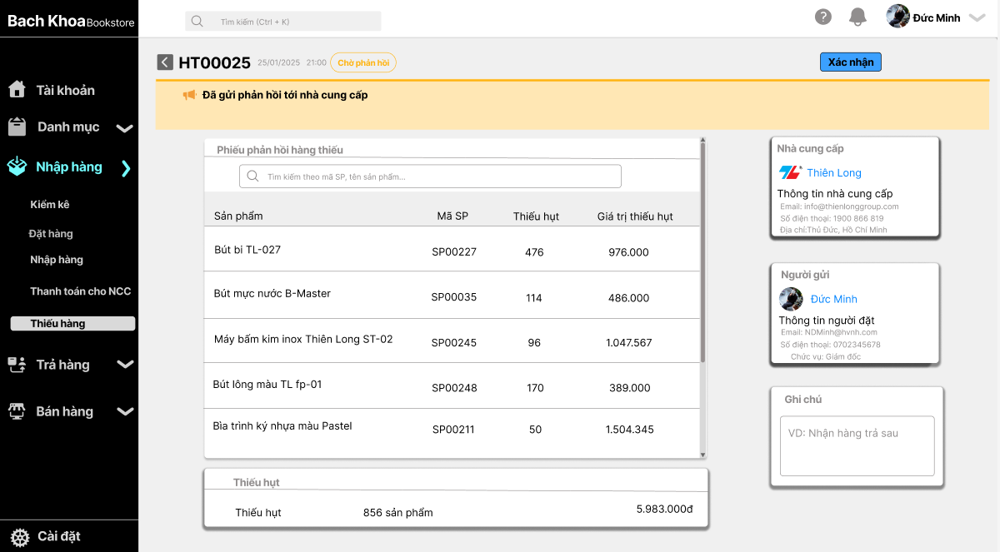 Bach Khoa Bookstore
Tìm kiếm (Ctrl + K)
?
Đức Minh
Tài khoản
Danh mục
Nhập hàng
Kiểm kê
Đặt hàng
Nhập hàng
Thanh toán cho NCC
Thiếu hàng
Trả hàng
Bán hàng
Cài đặt
HT00025 25/01/2025 21:00 Chờ phản hồi
Xác nhận
Đã gửi phản hồi tới nhà cung cấp
Phiếu phản hồi hàng thiếu
Tìm kiếm theo mã SP, tên sản phẩm...
Sản phẩm Mã SP Thiếu hụt Giá trị thiếu hụt
Bút bi TL-027 SP00227 476 976.000
Bút mực nước B-Master SP00035 114 486.000
Máy bấm kim inox Thiên Long ST-02 SP00245 96 1.047.567
Bút lông màu TL fp-01 SP00248 170 389.000
Bìa trình ký nhựa màu Pastel SP00211 50 1.504.345
Thiếu hụt
Thiếu hụt 856 sản phẩm 5.983.000đ
Nhà cung cấp
Thiên Long
Thông tin nhà cung cấp
Email: info@thienlonggroup.com
Số điện thoại: 1900 866 819
Địa chỉ:Thủ Đức, Hồ Chí Minh
Người gửi
Đức Minh
Thông tin người đặt
Email: NDMinh@hvnh.com
Số điện thoại: 0702345678
Chức vụ: Giám đốc
Ghi chú
VD: Nhận hàng trả sau